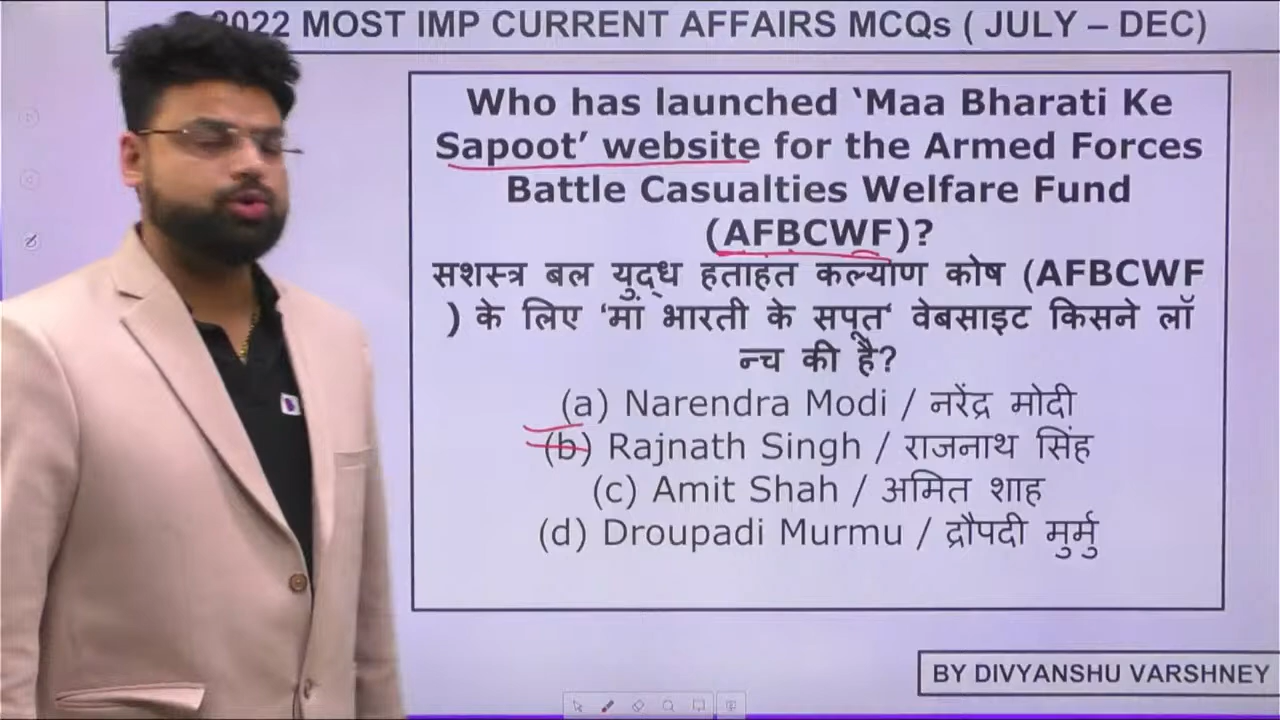 2022 MOST IMP CURRENT AFFAIRS MCQs ( JULY – DEC)
Who has launched ‘Maa Bharati Ke
Sapoot’ website for the Armed Forces
Battle Casualties Welfare Fund
(AFBCWF)?
सशस्त्र बल युद्ध हताहत कल्याण कोष (AFBCWF
) के लिए ‘मां भारती के सपूत‘ वेबसाइट किसने लॉ
न्च की है?
(a) Narendra Modi / नरेंद्र मोदी
(b) Rajnath Singh / राजनाथ सिंह
(c) Amit Shah / अमित शाह
(d) Droupadi Murmu / द्रौपदी मुर्मु
BY DIVYANSHU VARSHNEY